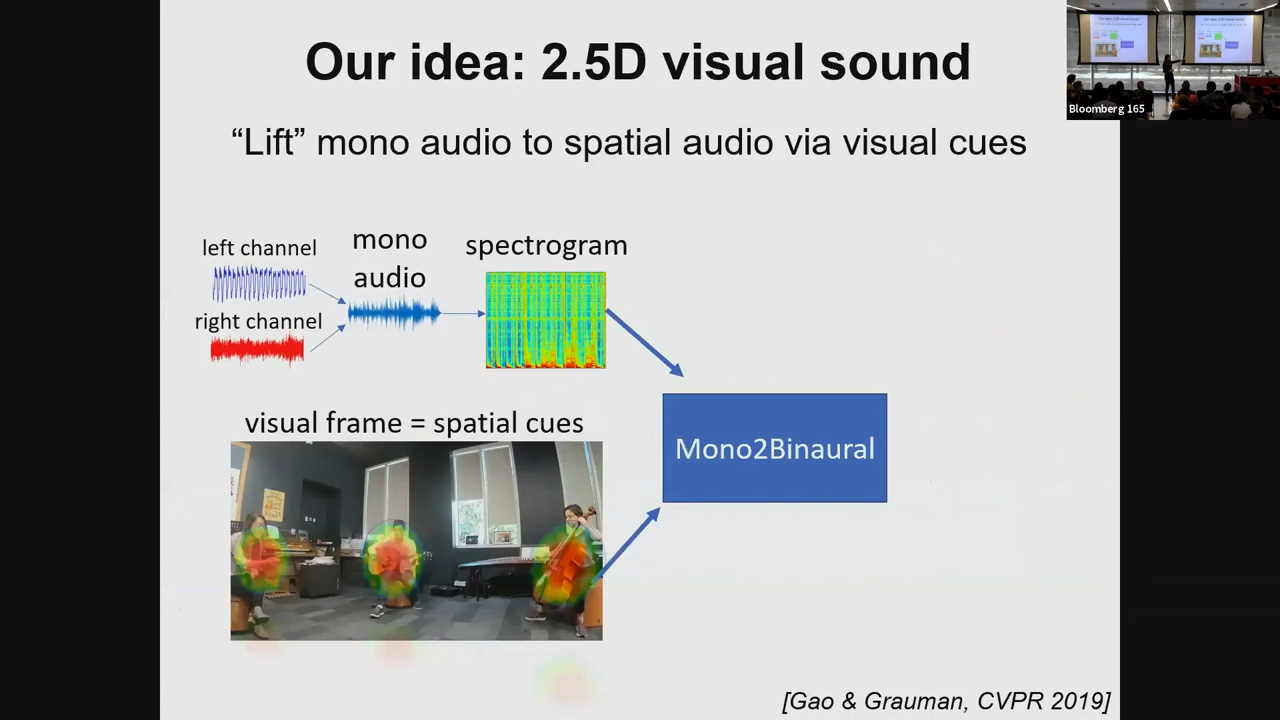 Our idea: 2.5D visual sound
“Lift” mono audio to spatial audio via visual cues
left channel
right channel
mono
audio
spectrogram
visual frame = spatial cues
Mono2Binaural
[Gao & Grauman, CVPR 2019]
Bloomberg 165